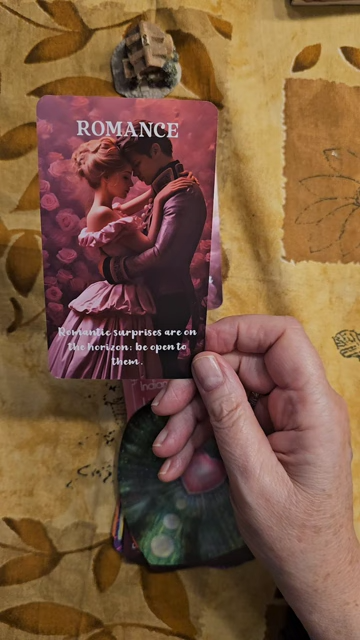 ROMANCE
Romantic surprises are on
the horizon; be open to
them.